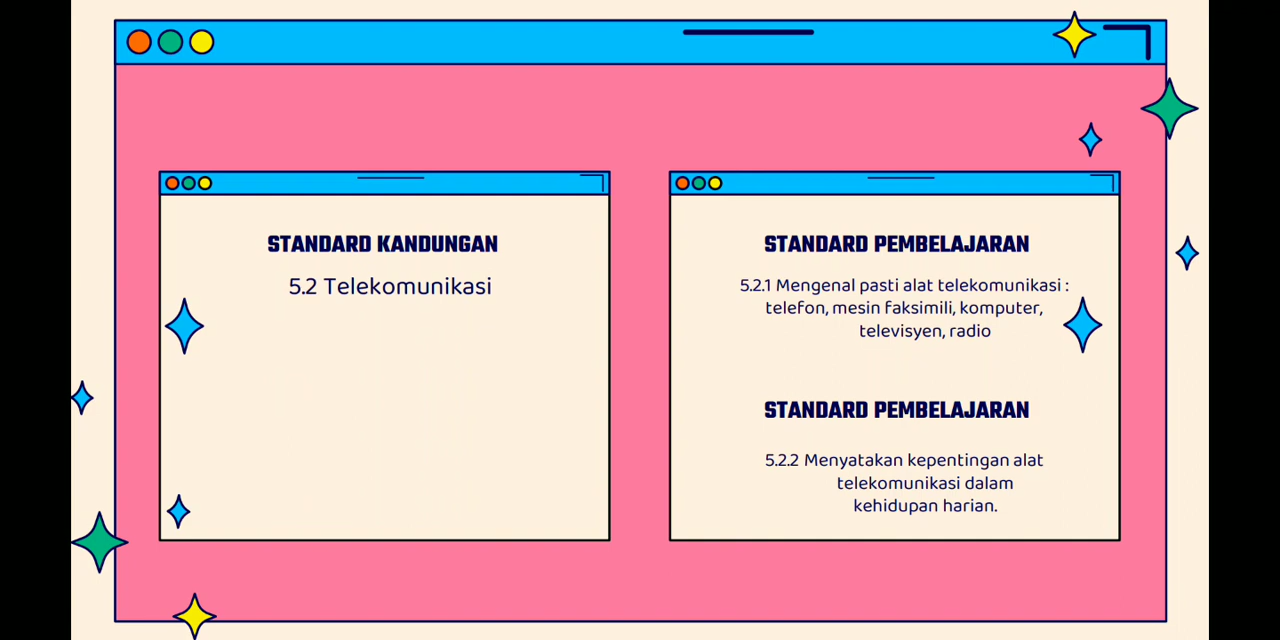 STANDARD KANDUNGAN
5.2 Telekomunikasi
STANDARD PEMBELAJARAN
5.2.1 Mengenal pasti alat telekomunikasi :
telefon, mesin faksimili, komputer,
televisyen, radio
STANDARD PEMBELAJARAN
5.2.2 Menyatakan kepentingan alat
telekomunikasi dalam
kehidupan harian.